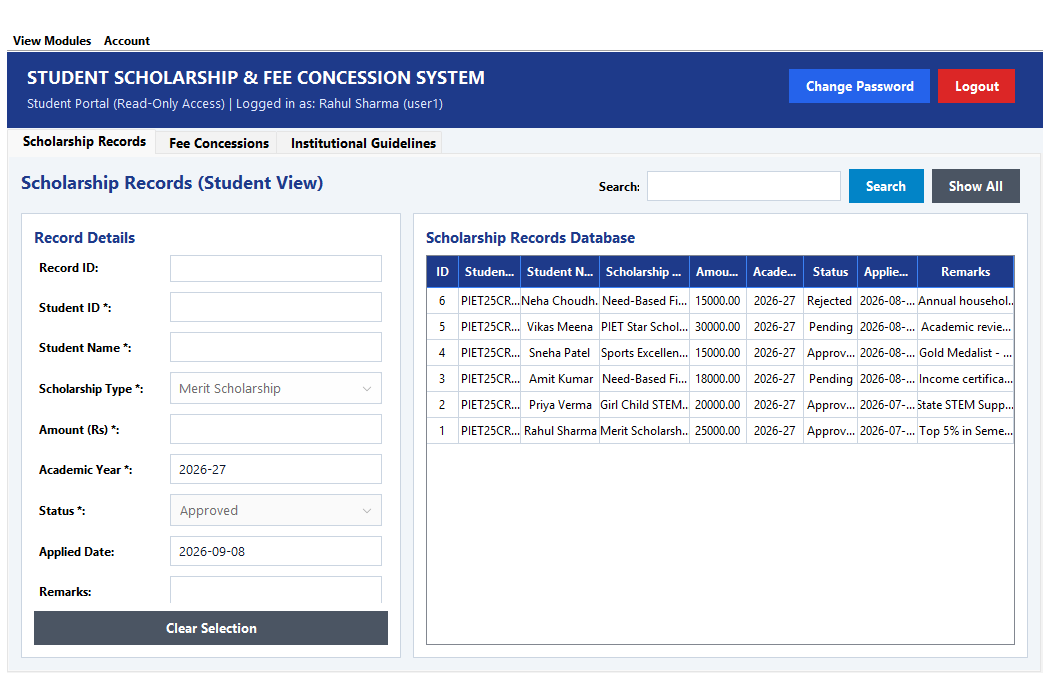 View Modules Account
STUDENT SCHOLARSHIP & FEE CONCESSION SYSTEM
Student Portal (Read-Only Access) | Logged in as: Rahul Sharma (user1)
Change Password Logout
Scholarship Records Fee Concessions Institutional Guidelines
Scholarship Records (Student View)
Search: Search Show All
Record Details
Record ID:
Student ID *:
Student Name *:
Scholarship Type *: Merit Scholarship
Amount (Rs) *:
Academic Year *: 2026-27
Status *: Approved
Applied Date: 2026-09-08
Remarks:
Clear Selection
Scholarship Records Database
ID Studen... Student N... Scholarship ... Amou... Acade... Status Applie... Remarks
6 PIET25CR... Neha Choudh. Need-Based Fi... 15000.00 2026-27 Rejected 2026-08-... Annual househol..
5 PIET25CR... Vikas Meena PIET Star Schol... 30000.00 2026-27 Pending 2026-08-... Academic revie...
4 PIET25CR... Sneha Patel Sports Excellen... 15000.00 2026-27 Approv... 2026-08-... Gold Medalist - ...
3 PIET25CR... Amit Kumar Need-Based Fi... 18000.00 2026-27 Pending 2026-08-... Income certifica...
2 PIET25CR... Priya Verma Girl Child STEM.. 20000.00 2026-27 Approv... 2026-07-... State STEM Supp...
1 PIET25CR... Rahul Sharma Merit Scholarsh.. 25000.00 2026-27 Approv... 2026-07-... Top 5% in Seme...